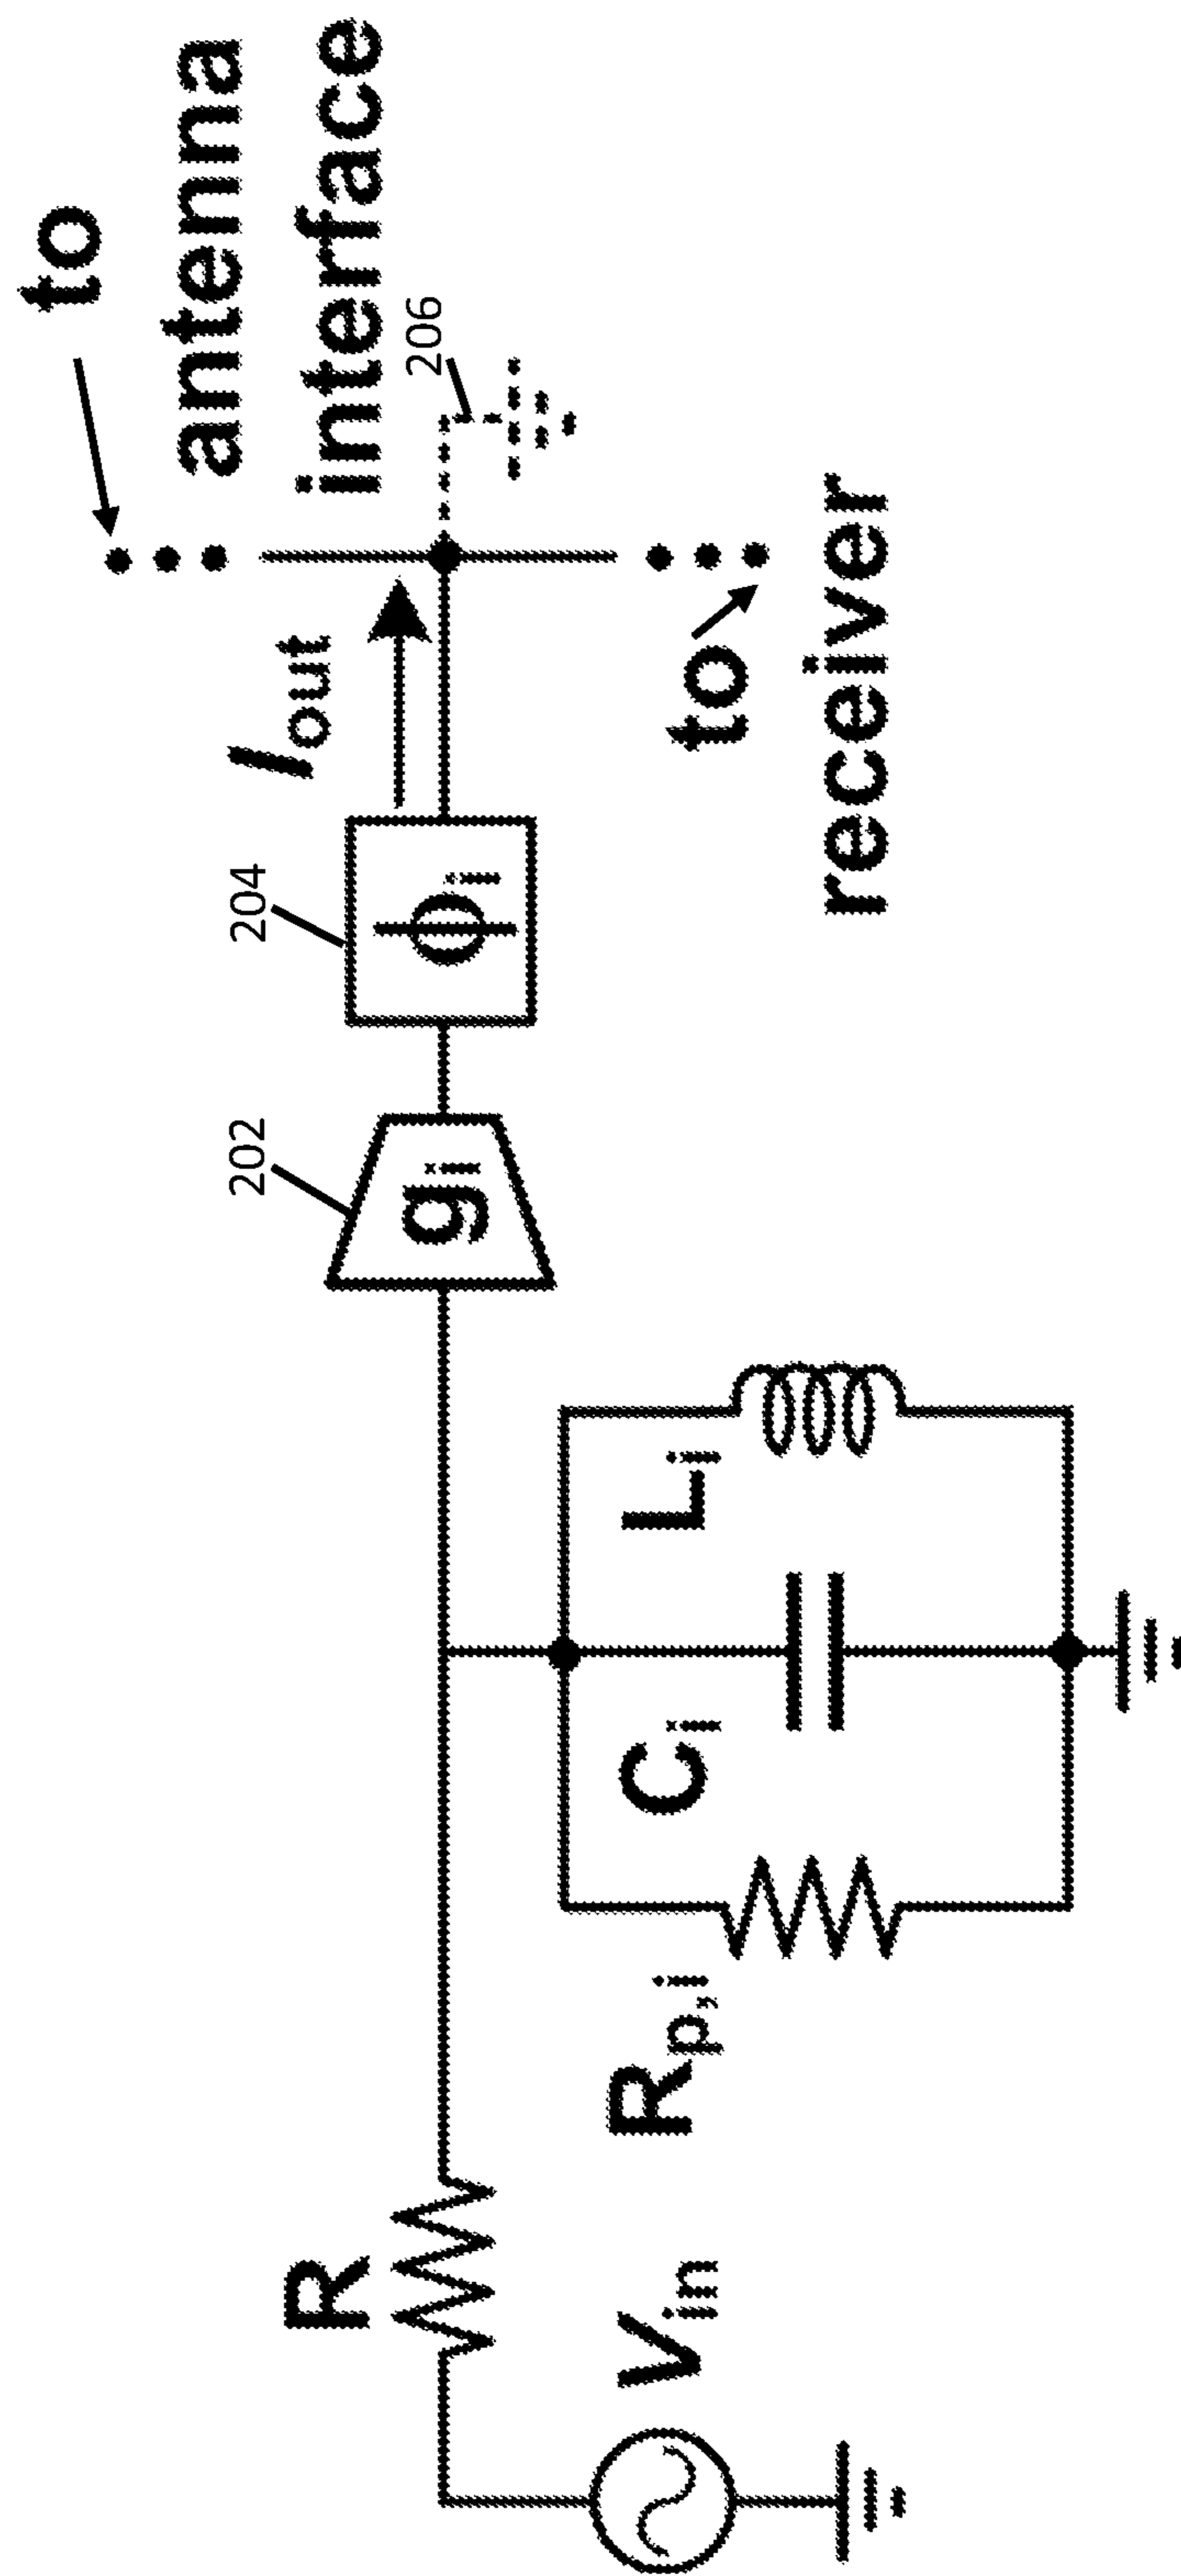 to
antenna
interface
206
I_out
204
ϕ_i
202
g_i
to
receiver
R
V_in
R_p,i
C_i
L_i